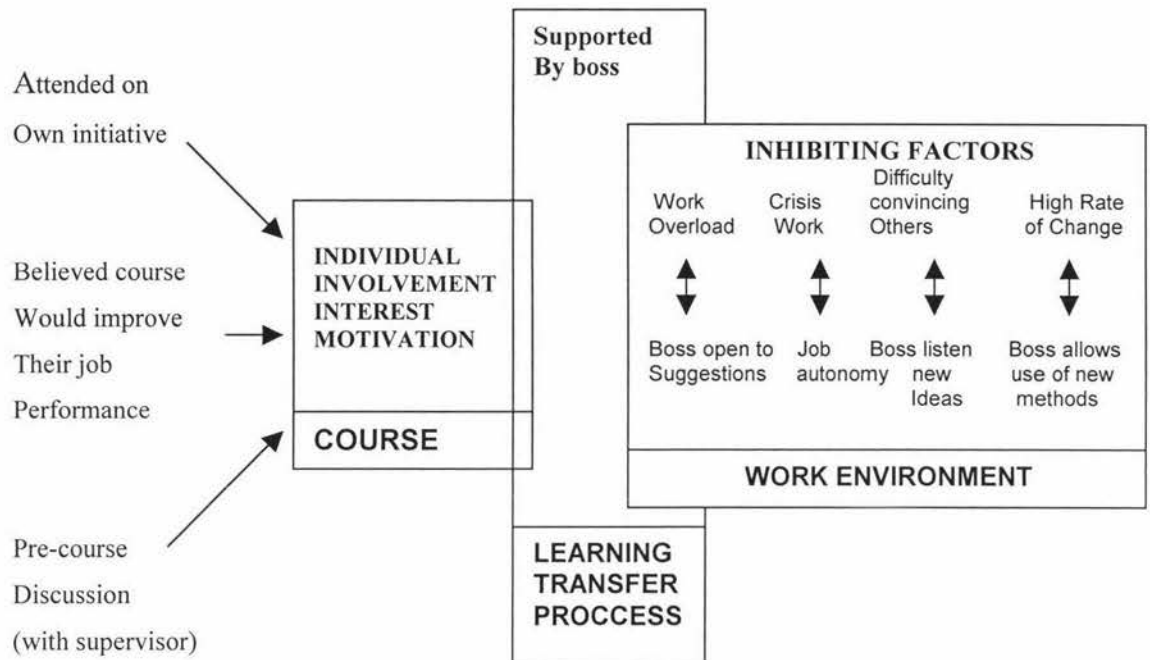 Attended on
Own initiative
Believed course
Would improve
Their job
Performance
Pre-course
Discussion
(with supervisor)
INDIVIDUAL
INVOLVEMENT
INTEREST
MOTIVATION
COURSE
Supported
By boss
LEARNING
TRANSFER
PROCCESS
INHIBITING FACTORS
Work
Overload
Crisis
Work
Difficulty
convincing
Others
High Rate
of Change
Boss open to
Suggestions
Job
autonomy
Boss listen
new
Ideas
Boss allows
use of new
methods
WORK ENVIRONMENT